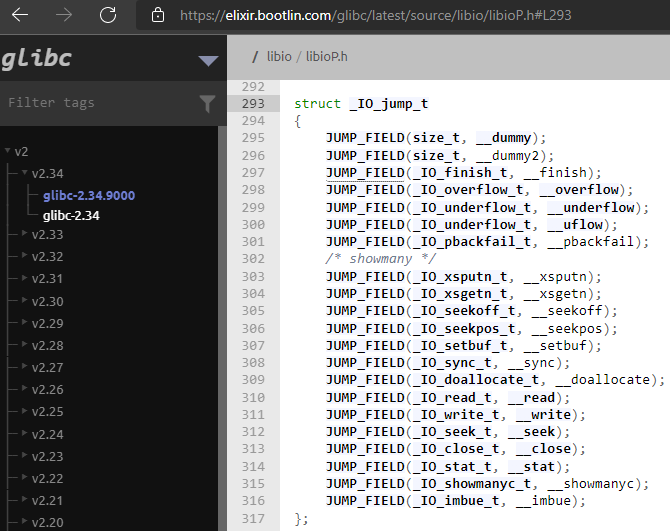 https://elixir.bootlin.com/glibc/latest/source/libio/libioP.h#L293
glibc
/ libio / libioP.h
Filter tags
v2
v2.34
glibc-2.34.9000
glibc-2.34
v2.33
v2.32
v2.31
v2.30
v2.29
v2.28
v2.27
v2.26
v2.25
v2.24
v2.23
v2.22
v2.21
v2.20
292
293 struct _IO_jump_t
294 {
295 JUMP_FIELD(size_t, __dummy);
296 JUMP_FIELD(size_t, __dummy2);
297 JUMP_FIELD(_IO_finish_t, __finish);
298 JUMP_FIELD(_IO_overflow_t, __overflow);
299 JUMP_FIELD(_IO_underflow_t, __underflow);
300 JUMP_FIELD(_IO_underflow_t, __uflow);
301 JUMP_FIELD(_IO_pbackfail_t, __pbackfail);
302 /* showmany */
303 JUMP_FIELD(_IO_xsputn_t, __xsputn);
304 JUMP_FIELD(_IO_xsgetn_t, __xsgetn);
305 JUMP_FIELD(_IO_seekoff_t, __seekoff);
306 JUMP_FIELD(_IO_seekpos_t, __seekpos);
307 JUMP_FIELD(_IO_setbuf_t, __setbuf);
308 JUMP_FIELD(_IO_sync_t, __sync);
309 JUMP_FIELD(_IO_doallocate_t, __doallocate);
310 JUMP_FIELD(_IO_read_t, __read);
311 JUMP_FIELD(_IO_write_t, __write);
312 JUMP_FIELD(_IO_seek_t, __seek);
313 JUMP_FIELD(_IO_close_t, __close);
314 JUMP_FIELD(_IO_stat_t, __stat);
315 JUMP_FIELD(_IO_showmanyc_t, __showmanyc);
316 JUMP_FIELD(_IO_imbue_t, __imbue);
317 };